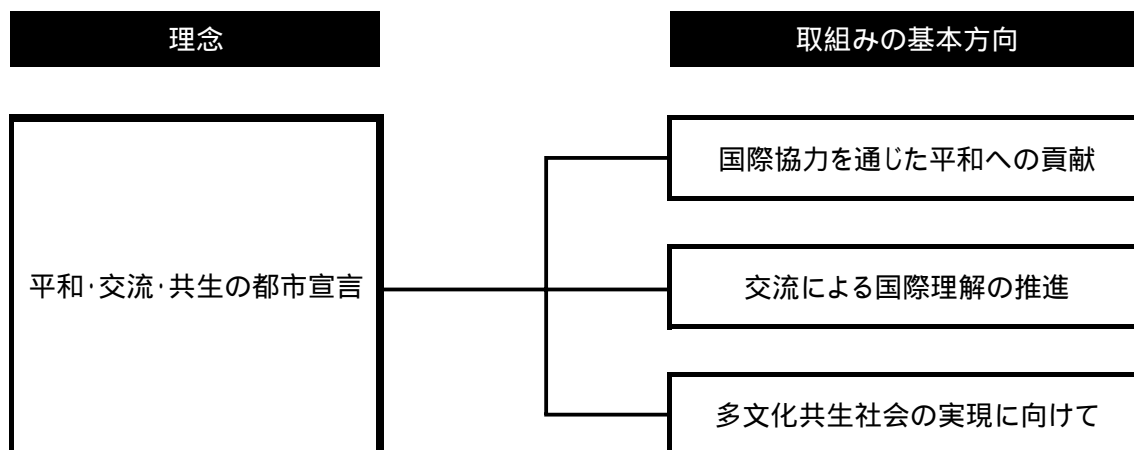 理念
取組みの基本方向
平和・交流・共生の都市宣言
国際協力を通じた平和への貢献
交流による国際理解の推進
多文化共生社会の実現に向けて